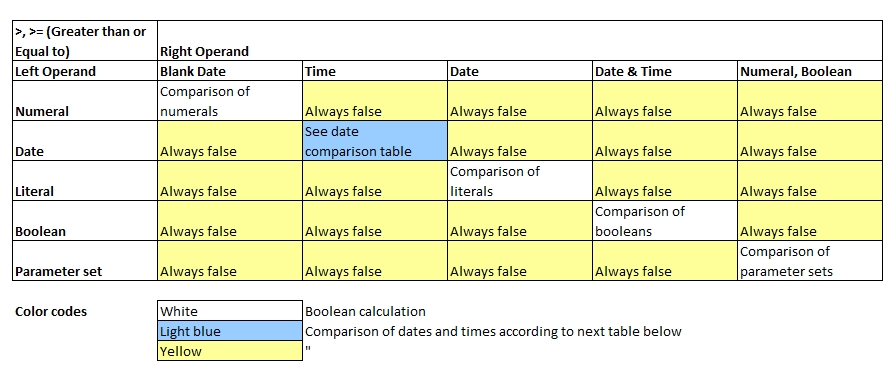 >, >= (Greater than or
Equal to) Right Operand
Left Operand Blank Date Time Date Date & Time Numeral, Boolean
Comparison of
Numeral numerals Always false Always false Always false Always false
See date
Date Always false comparison table Always false Always false Always false
Comparison of
Literal Always false Always false literals Always false Always false
Comparison of
Boolean Always false Always false Always false booleans Always false
Comparison of
Parameter set Always false Always false Always false Always false parameter sets
Color codes White Boolean calculation
Light blue Comparison of dates and times according to next table below
Yellow "